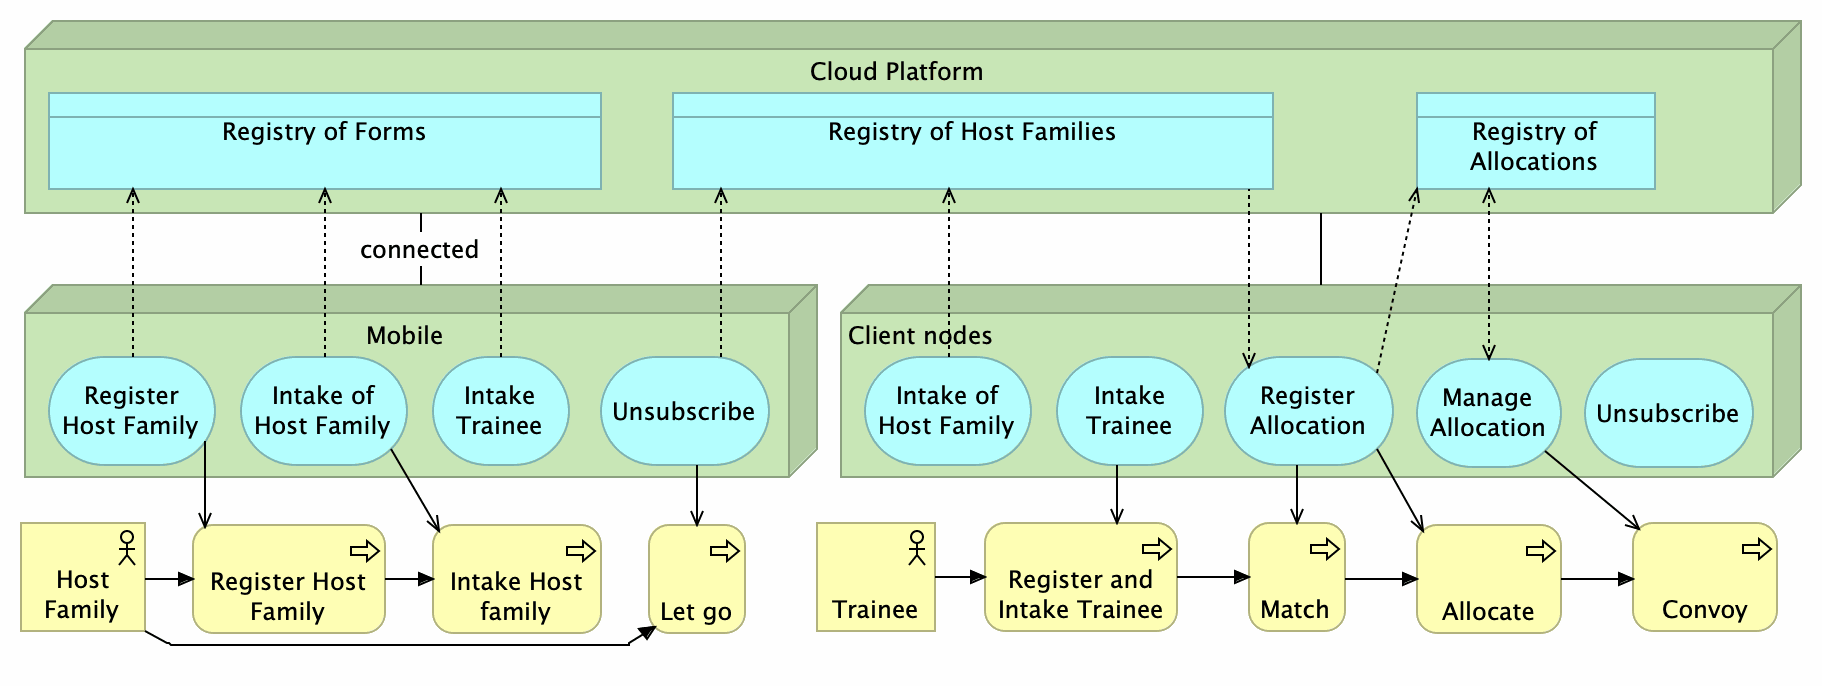 Cloud Platform
Registry of Forms
Registry of Host Families
Registry of
Allocations
connected
Mobile
Register
Host Family
Intake of
Host Family
Intake
Trainee
Unsubscribe
Client nodes
Intake of
Host Family
Intake
Trainee
Register
Allocation
Manage
Allocation
Unsubscribe
Host
Family
Register Host
Family
Intake Host
family
Let go
Trainee
Register and
Intake Trainee
Match
Allocate
Convoy